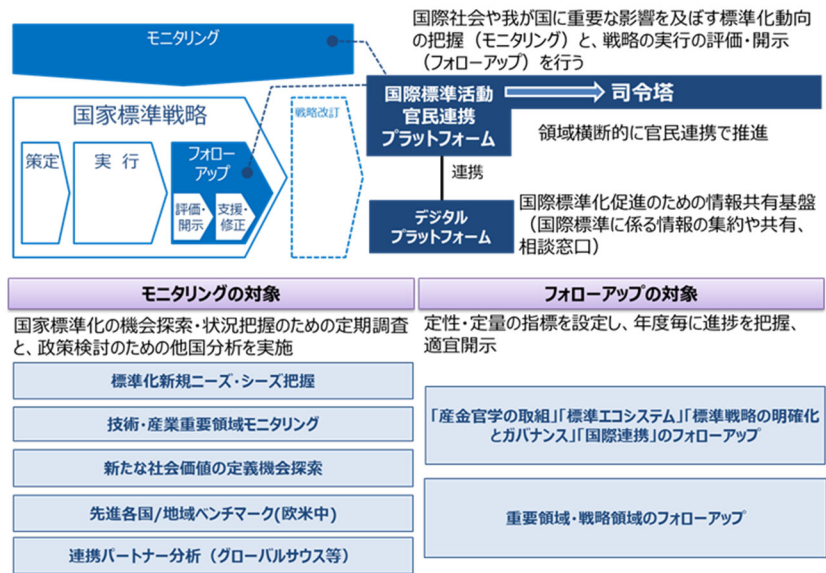 モニタリング
国際社会や我が国に重要な影響を及ぼす標準化動向
の把握（モニタリング）と、戦略の実行の評価・開示
（フォローアップ）を行う
国家標準戦略
策定
実 行
フォロー
アップ
評価・
開示
支援・
修正
戦略改訂
国際標準活動
官民連携
プラットフォーム
司令塔
領域横断的に官民連携で推進
連携
デジタル
プラットフォーム
国際標準化促進のための情報共有基盤
（国際標準に係る情報の集約や共有、
相談窓口）
モニタリングの対象
国家標準化の機会探索・状況把握のための定期調査
と、政策検討のための他国分析を実施
標準化新規ニーズ・シーズ把握
技術・産業重要領域モニタリング
新たな社会価値の定義機会探索
先進各国/地域ベンチマーク(欧米中)
連携パートナー分析（グローバルサウス等）
フォローアップの対象
定性・定量の指標を設定し、年度毎に進捗を把握、
適宜開示
「産金官学の取組」「標準エコシステム」「標準戦略の明確化
とガバナンス」「国際連携」のフォローアップ
重要領域・戦略領域のフォローアップ